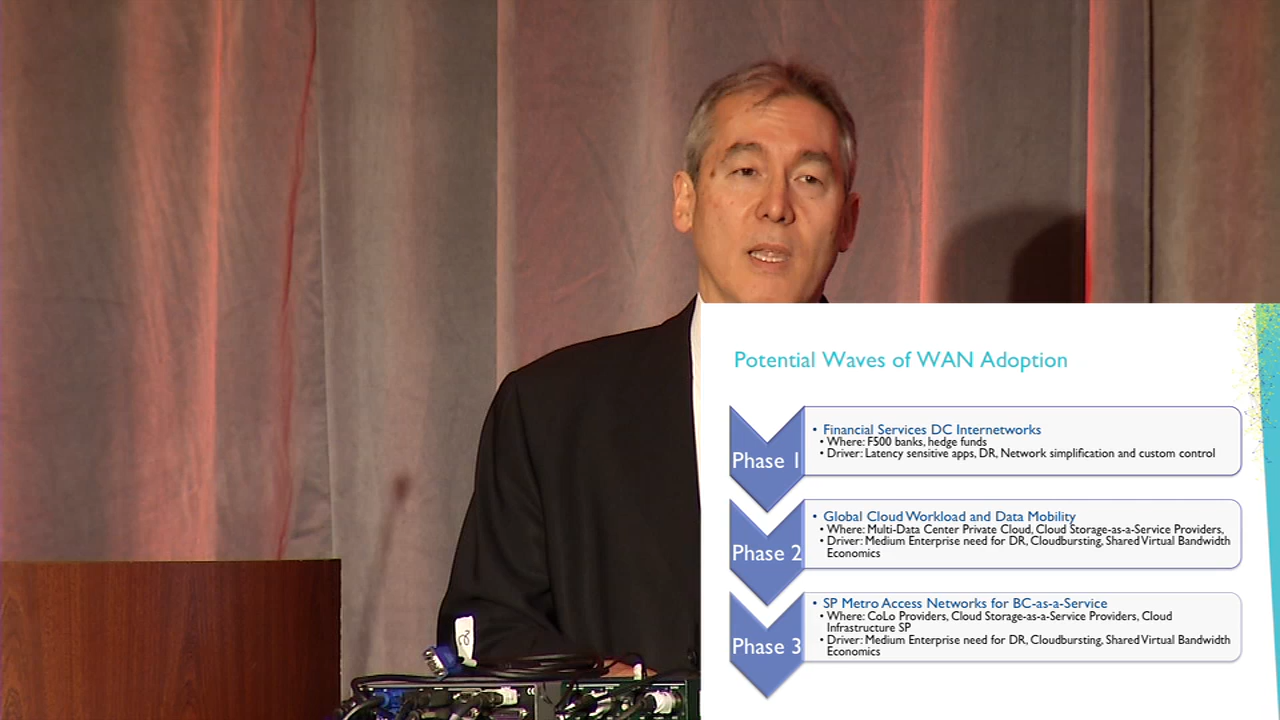 Potential Waves of WAN Adoption
Phase 1
• Financial Services DC Internetworks
• Where: F500 banks, hedge funds
• Driver: Latency sensitive apps, DR, Network simplification and custom control
Phase 2
• Global Cloud Workload and Data Mobility
• Where: Multi-Data Center Private Cloud, Cloud Storage-as-a-Service Providers,
• Driver: Medium Enterprise need for DR, Cloudbursting, Shared Virtual Bandwidth
Economics
Phase 3
• SP Metro Access Networks for BC-as-a-Service
• Where: CoLo Providers, Cloud Storage-as-a-Service Providers, Cloud
Infrastructure SP
• Driver: Medium Enterprise need for DR, Cloudbursting, Shared Virtual Bandwidth
Economics